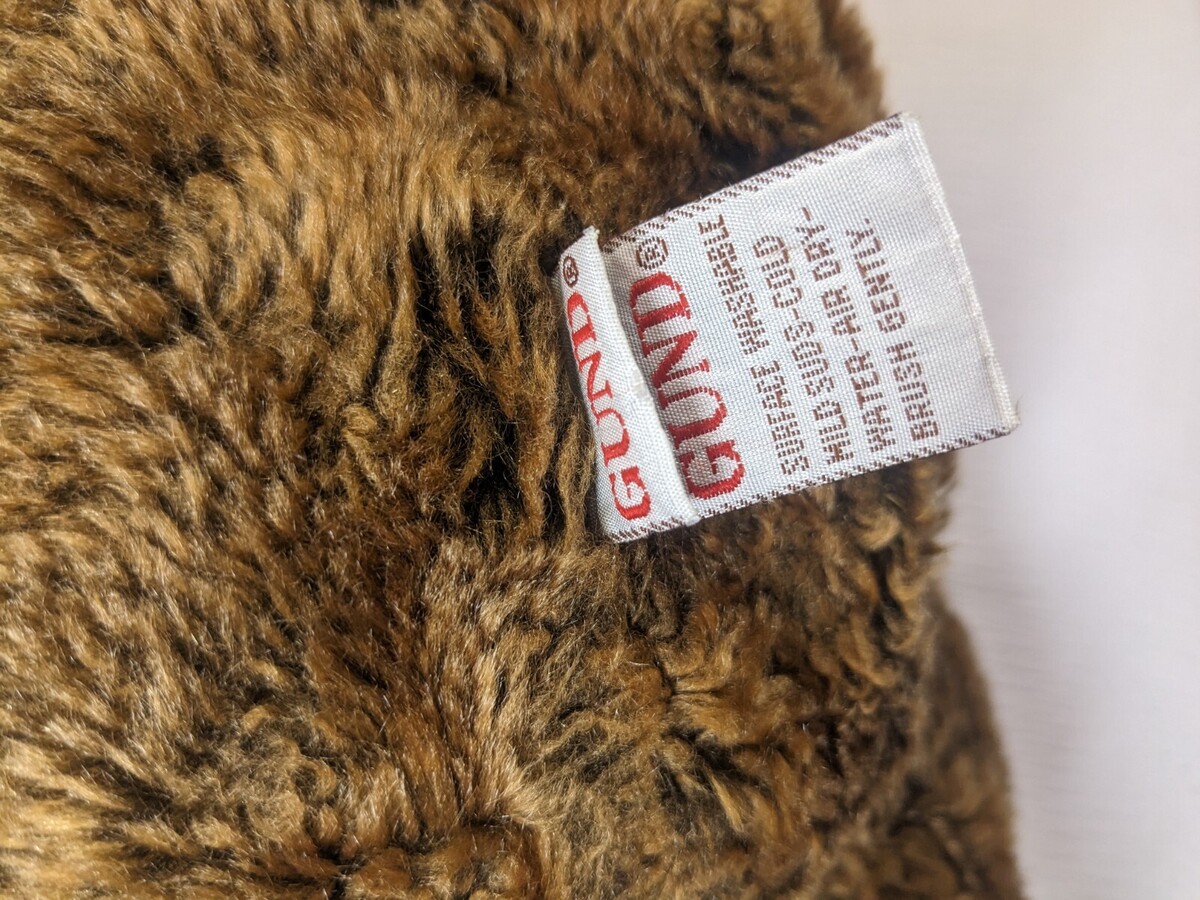 GUND®
GUND®
SURFACE WASHABLE
MILD SUDS-COLD
WATER-AIR DRY-
BRUSH GENTLY